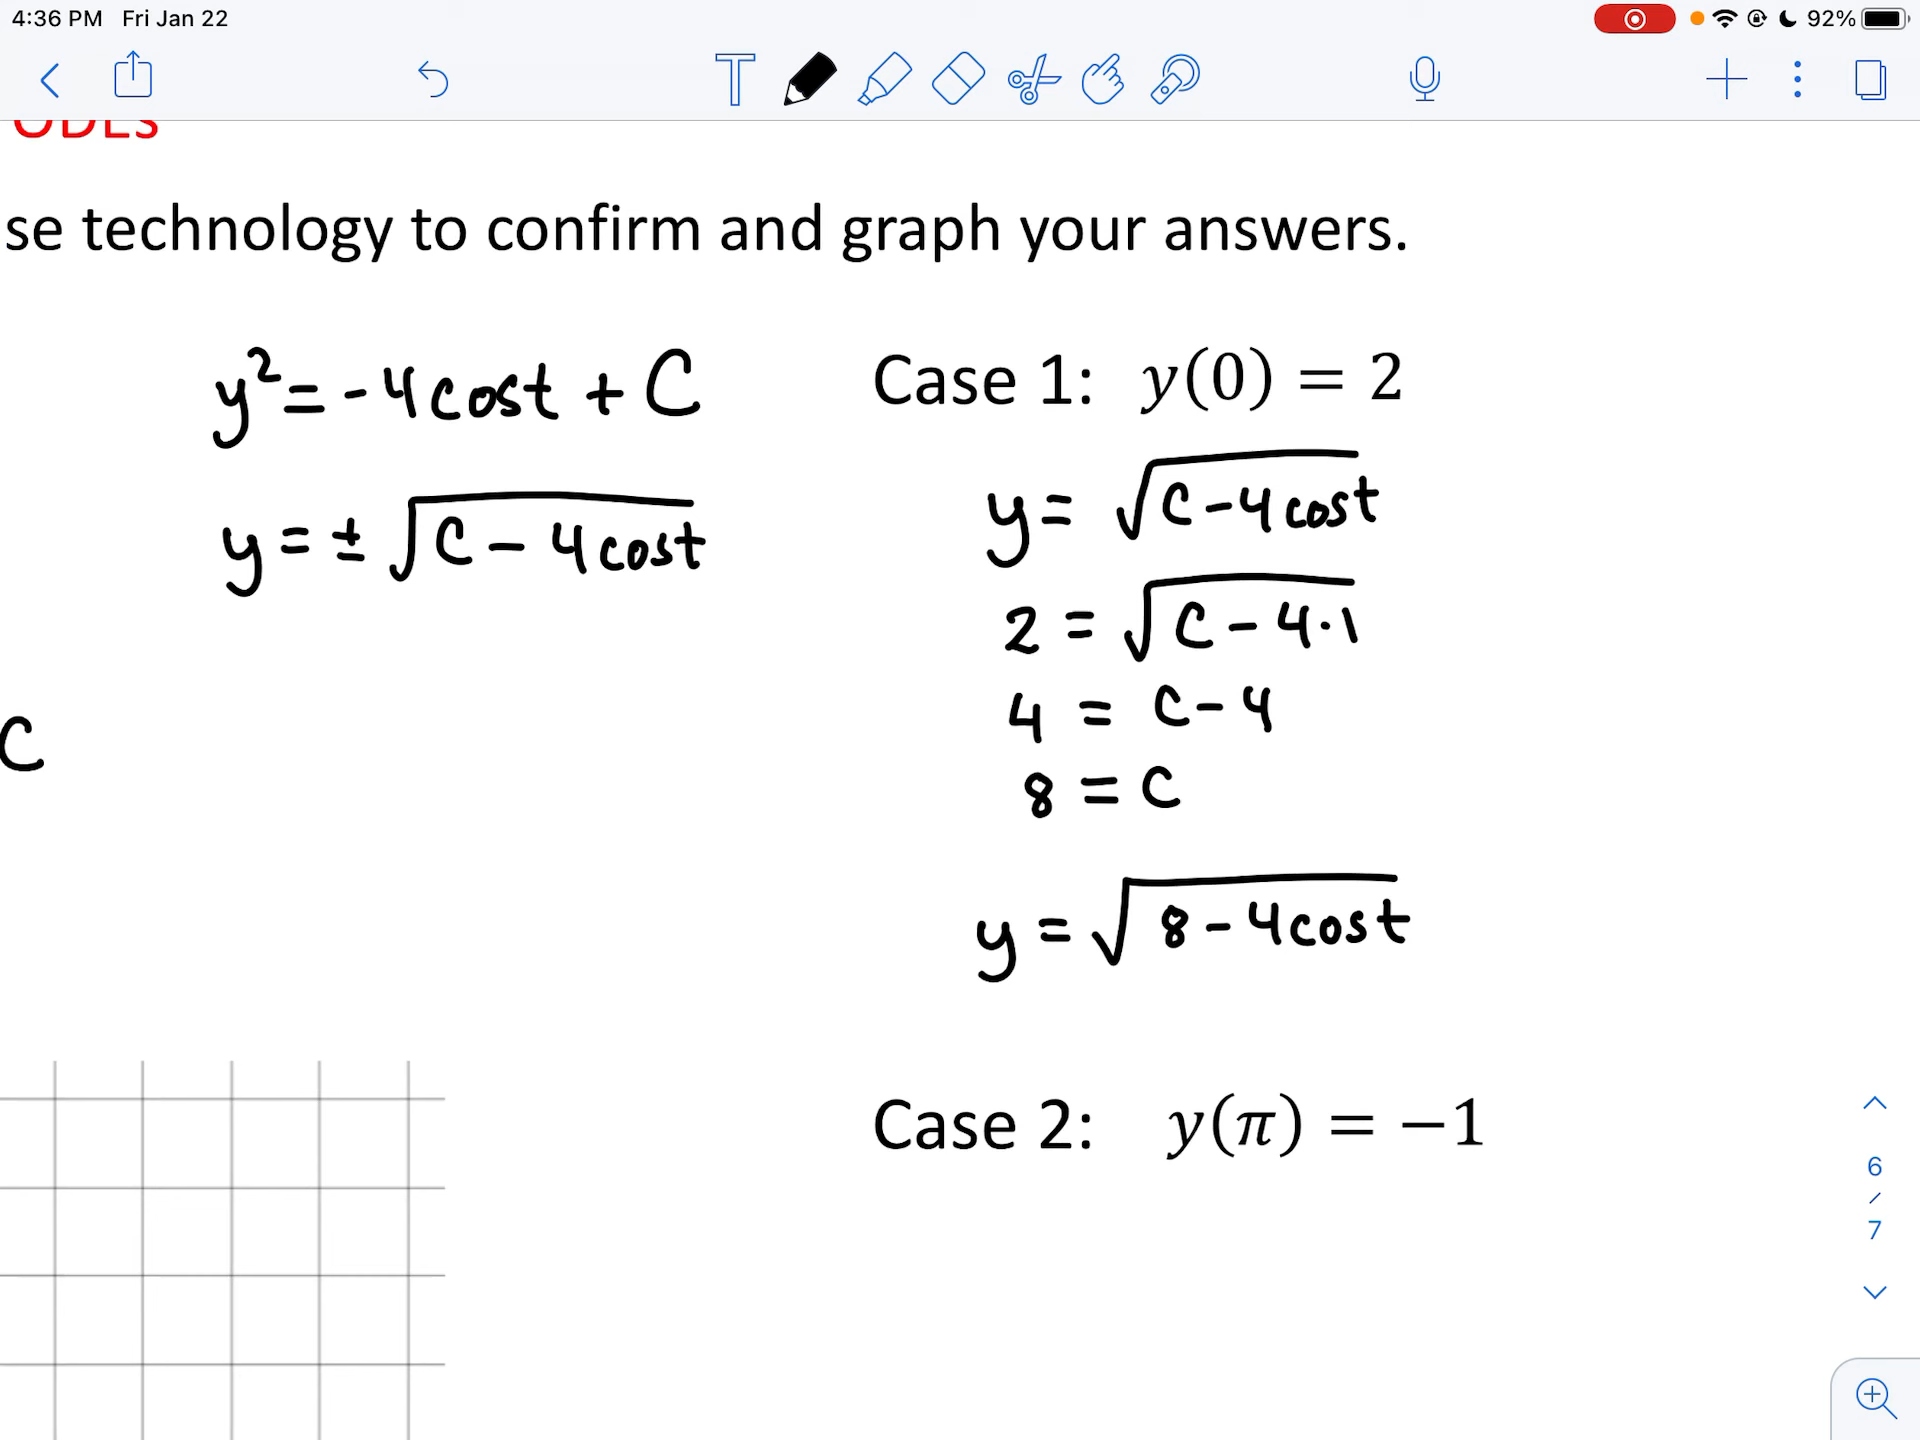 4:36 PM Fri Jan 22 92%
ODEs
se technology to confirm and graph your answers.
y² = -4cost + C
y = ± √(C - 4cost)
C
Case 1: y(0) = 2
y = √(C - 4cost)
2 = √(C - 4·1)
4 = C - 4
8 = C
y = √(8 - 4cost)
Case 2: y(π) = −1
6
/
7